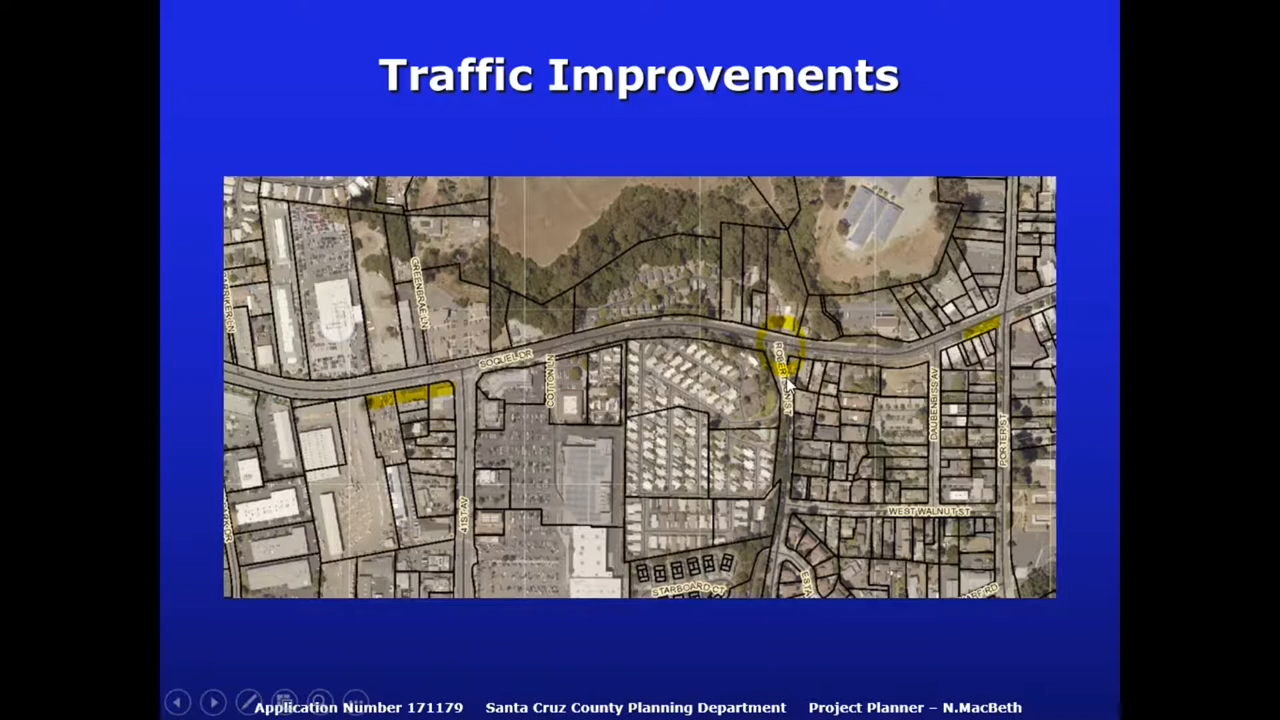 Traffic Improvements
GREENBRAE LN
SOQUEL DR
COTTON LN
41ST AV
DAUBENBISS AV
PORTER ST
WEST WALNUT ST
STARBOARD CT
Application Number 171179 Santa Cruz County Planning Department Project Planner – N.MacBeth